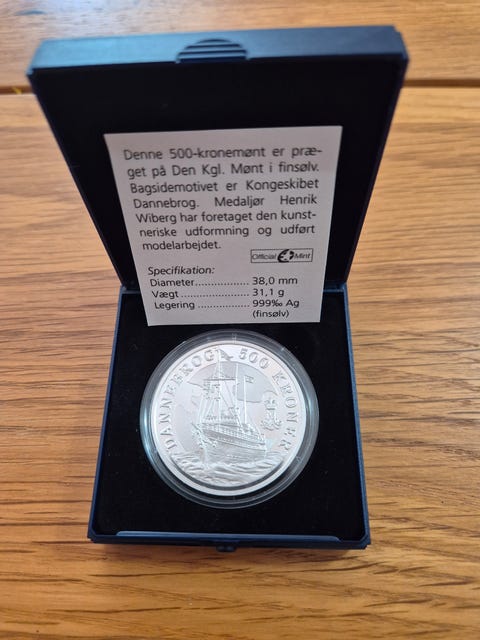 Denne 500-kronemønt er præ-
get på Den Kgl. Mønt i finsølv.
Bagsidemotivet er Kongeskibet
Dannebrog. Medaljør Henrik
Wiberg har foretaget den kunst-
neriske udformning og udført
modelarbejdet.
Official Mint
Specifikation:
Diameter................. 38,0 mm
Vægt ..................... 31,1 g
Legering ................ 999‰ Ag
(finsølv)
DANNEBROG 500 KRONER